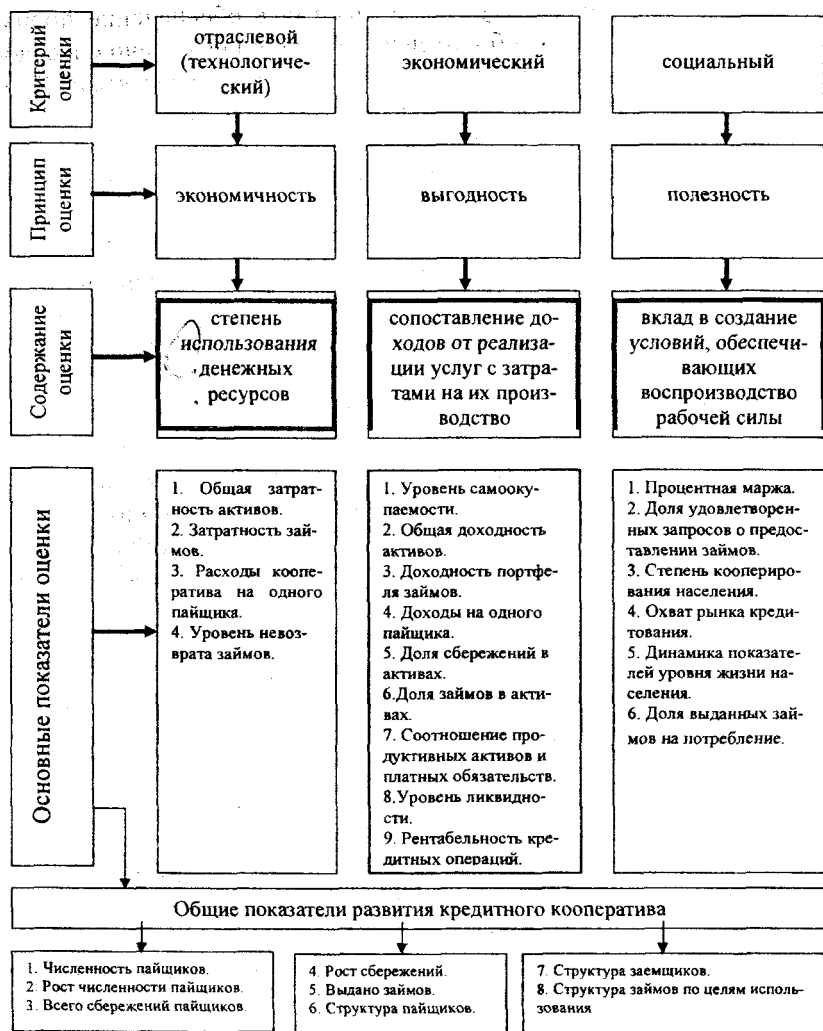 Критерий
оценки
отраслевой
(технологиче-
ский)
экономический
социальный
Принцип
оценки
экономичность
выгодность
полезность
Содержание
оценки
степень
использования
денежных
ресурсов
сопоставление до-
ходов от реализа-
ции услуг с затра-
тами на их произ-
водство
вклад в создание
условий, обеспечи-
вающих
воспроизводство
рабочей силы
Основные показатели оценки
1. Общая затрат-
ность активов.
2. Затратность зай-
мов.
3. Расходы коопе-
ратива на одного
пайщика.
4. Уровень невоз-
врата займов.
1. Уровень самооку-
паемости.
2. Общая доходность
активов.
3. Доходность портфе-
ля займов.
4. Доходы на одного
пайщика.
5. Доля сбережений в
активах.
6.Доля займов в акти-
вах.
7. Соотношение про-
дуктивных активов и
платных обязательств.
8.Уровень ликвидно-
сти.
9. Рентабельность кре-
дитных операций.
1. Процентная маржа.
2. Доля удовлетворен-
ных запросов о предос-
тавлении займов.
3. Степень кооперирова
ния населения.
4. Охват рынка креди-
тования.
5. Динамика показате-
лей уровня жизни на-
селения.
6. Доля выданных зай-
мов на потребление.
Общие показатели развития кредитного кооператива
1. Численность пайщиков.
2. Рост численности пайщиков.
3. Всего сбережений пайщиков
4. Рост сбережений.
5. Выдано займов.
6. Структура пайщиков.
7. Структура заемщиков.
8. Структура займов по целям исполь-
зования